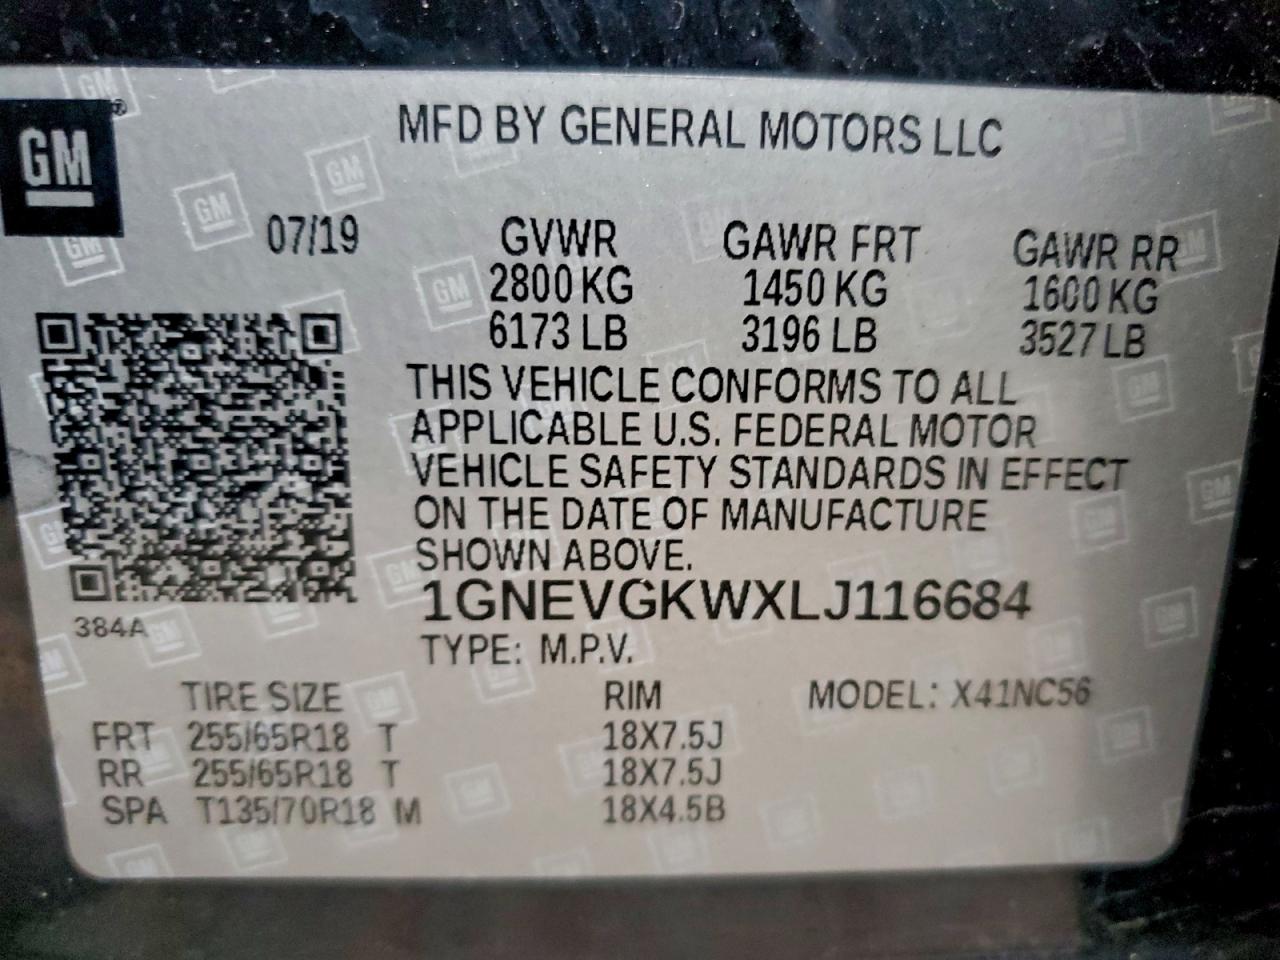 GM®
MFD BY GENERAL MOTORS LLC
07/19 GVWR GAWR FRT GAWR RR
2800 KG 1450 KG 1600 KG
6173 LB 3196 LB 3527 LB
THIS VEHICLE CONFORMS TO ALL
APPLICABLE U.S. FEDERAL MOTOR
VEHICLE SAFETY STANDARDS IN EFFECT
ON THE DATE OF MANUFACTURE
SHOWN ABOVE.
1GNEVGKWXLJ116684
384A
TYPE: M.P.V.
TIRE SIZE RIM MODEL: X41NC56
FRT 255/65R18 T 18X7.5J
RR 255/65R18 T 18X7.5J
SPA T135/70R18 M 18X4.5B